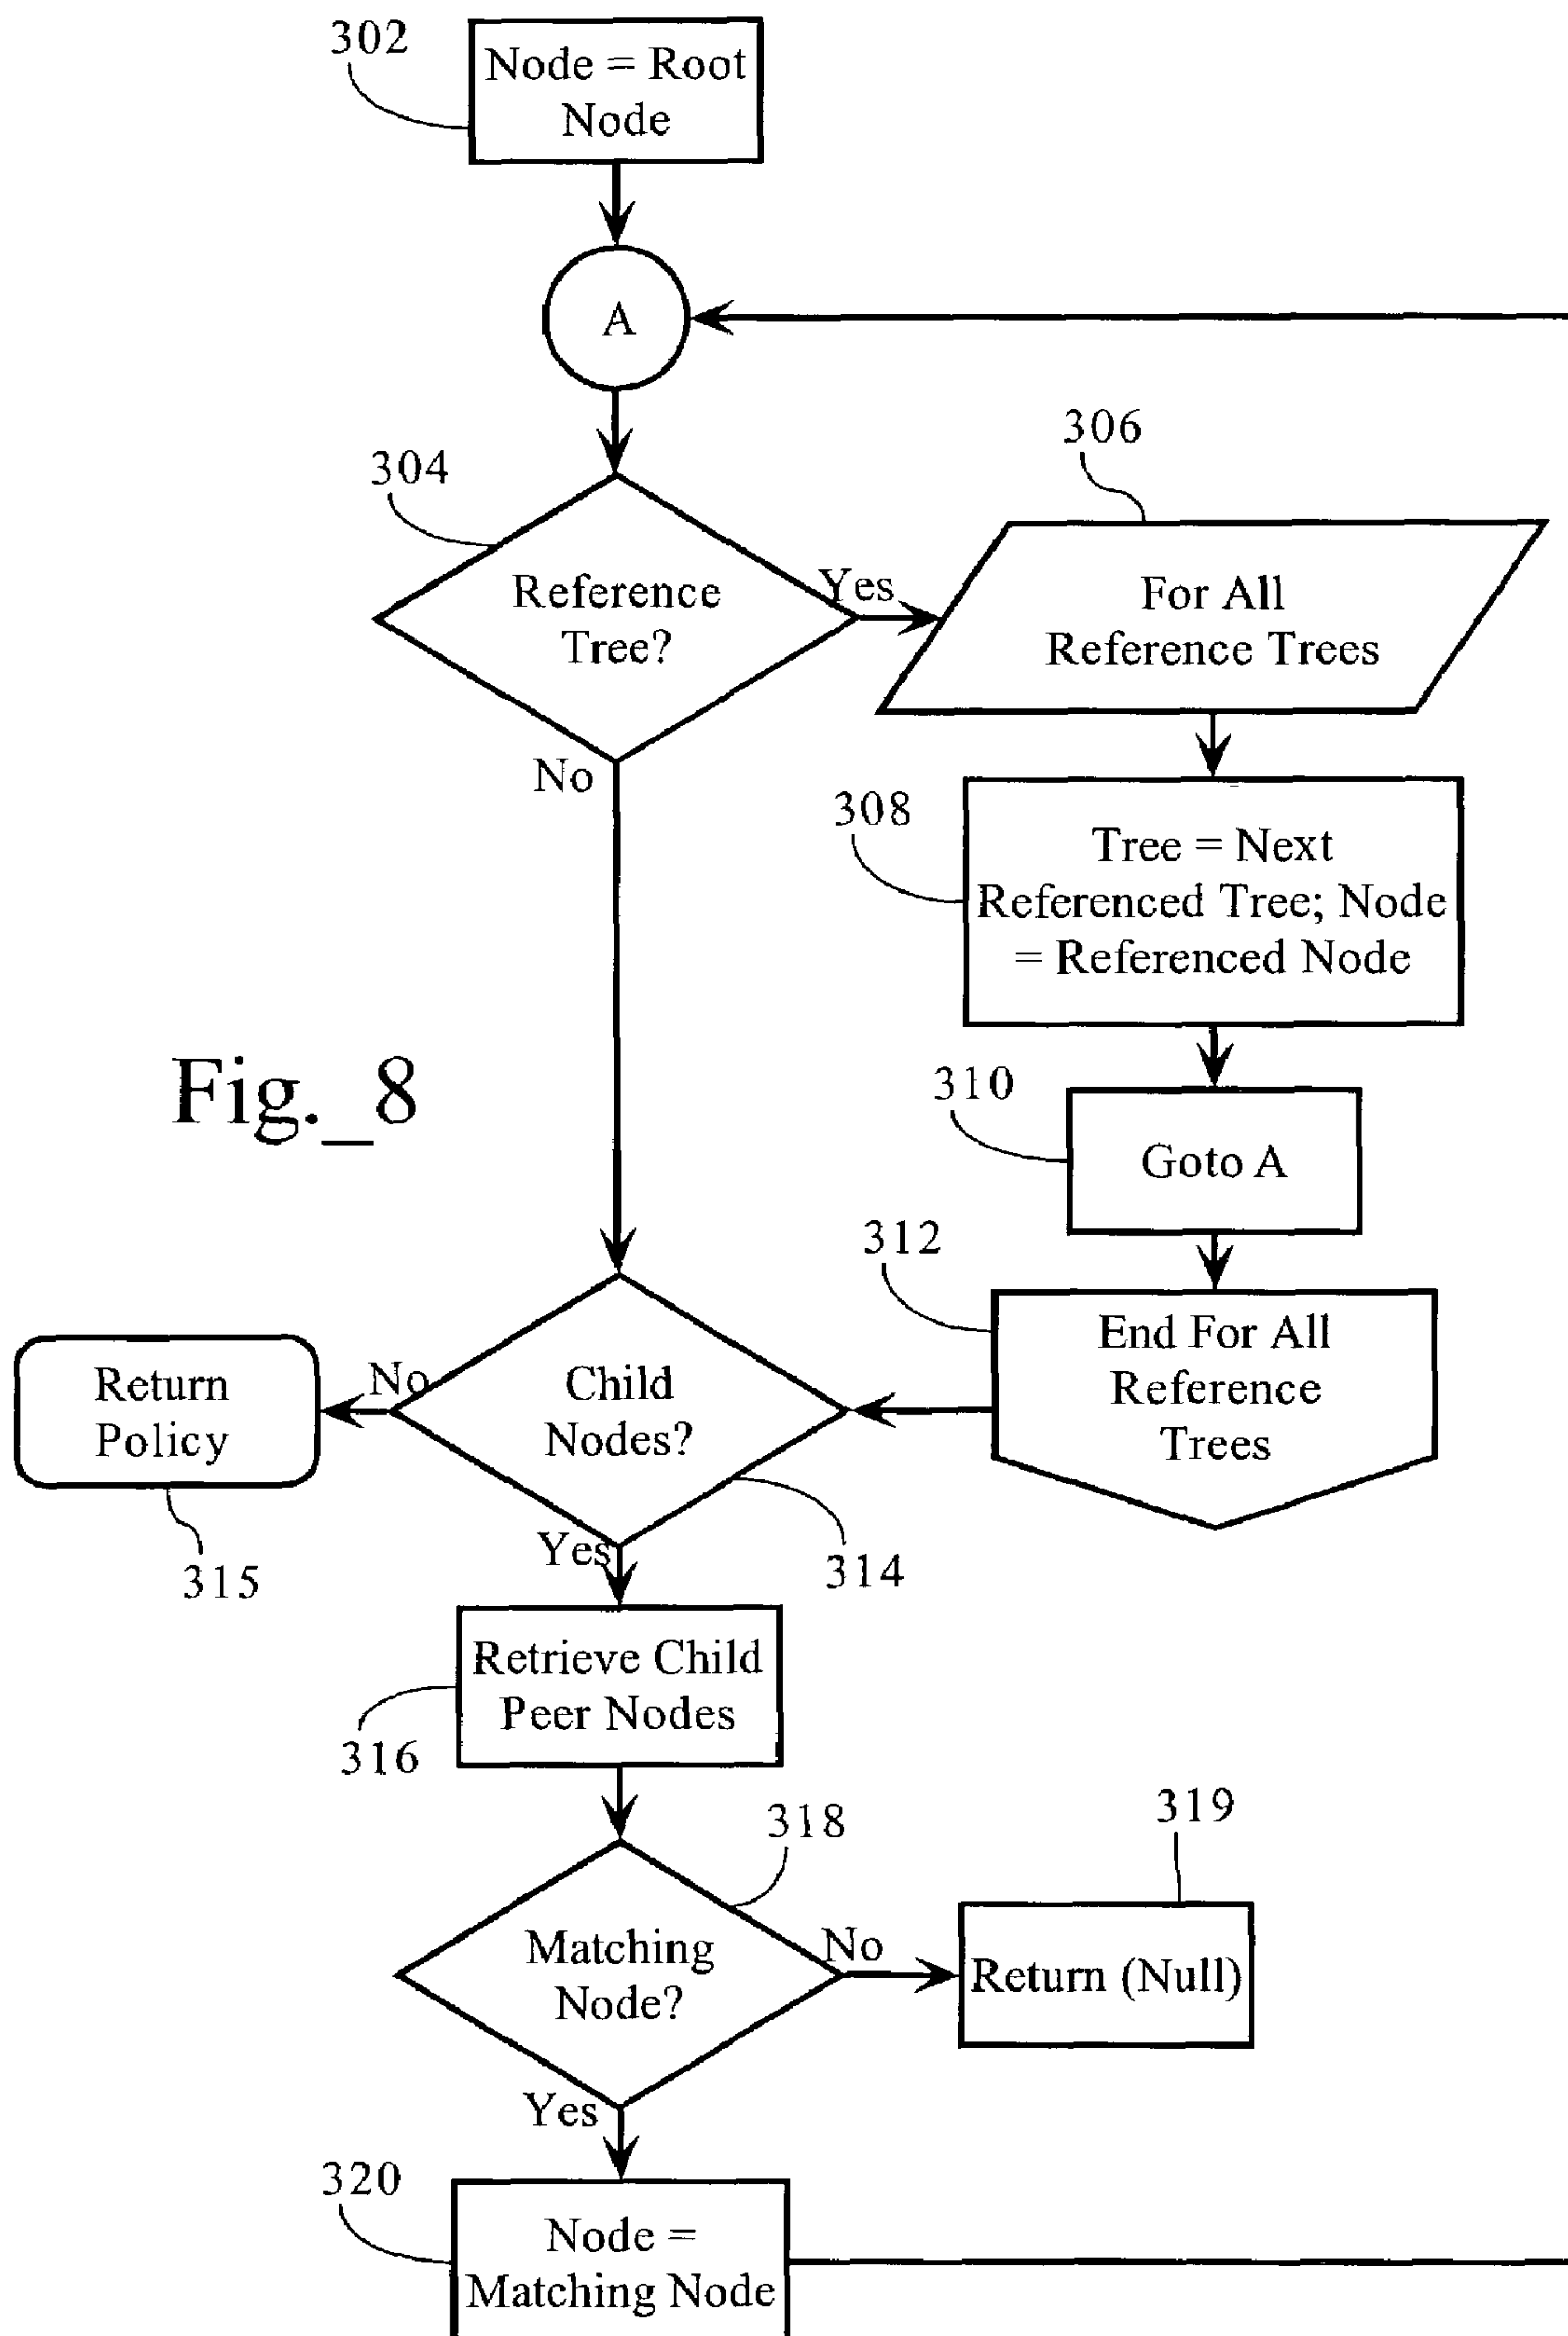 302
Node = Root
Node
A
304
306
Reference
Tree?
Yes
For All
Reference Trees
No
308
Tree = Next
Referenced Tree; Node
= Referenced Node
Fig._8
310
Goto A
312
End For All
Reference
Trees
Return
Policy
No
Child
Nodes?
315
Yes
314
Retrieve Child
Peer Nodes
316
318
319
Matching
Node?
No
Return (Null)
Yes
320
Node =
Matching Node